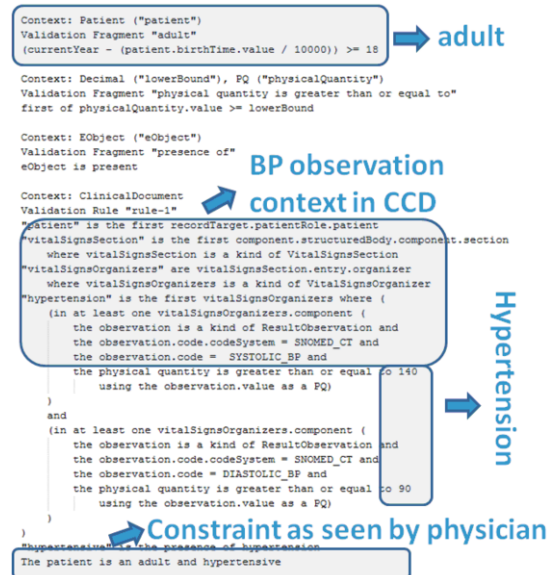 Context: Patient ("patient")
Validation Fragment "adult"
(currentYear - (patient.birthTime.value / 10000)) >= 18
adult
Context: Decimal ("lowerBound"), PQ ("physicalQuantity")
Validation Fragment "physical quantity is greater than or equal to"
first of physicalQuantity.value >= lowerBound
Context: EObject ("eObject")
Validation Fragment "presence of"
eObject is present
BP observation
context in CCD
Context: ClinicalDocument
Validation Rule "rule-1"
"patient" is the first recordTarget.patientRole.patient
"vitalSignsSection" is the first component.structuredBody.component.section
where vitalSignsSection is a kind of VitalSignsSection
"vitalSignsOrganizers" are vitalSignsSection.entry.organizer
where vitalSignsOrganizers is a kind of VitalSignsOrganizer
"hypertension" is the first vitalSignsOrganizers where (
(in at least one vitalSignsOrganizers.component (
the observation is a kind of ResultObservation and
the observation.code.codeSystem = SNOMED_CT and
the observation.code = SYSTOLIC_BP and
the physical quantity is greater than or equal to 140
using the observation.value as a PQ)
)
and
(in at least one vitalSignsOrganizers.component (
the observation is a kind of ResultObservation and
the observation.code.codeSystem = SNOMED_CT and
the observation.code = DIASTOLIC_BP and
the physical quantity is greater than or equal to 90
using the observation.value as a PQ)
)
)
Hypertension
Constraint as seen by physician
"hypertensive" is the presence of hypertension
The patient is an adult and hypertensive